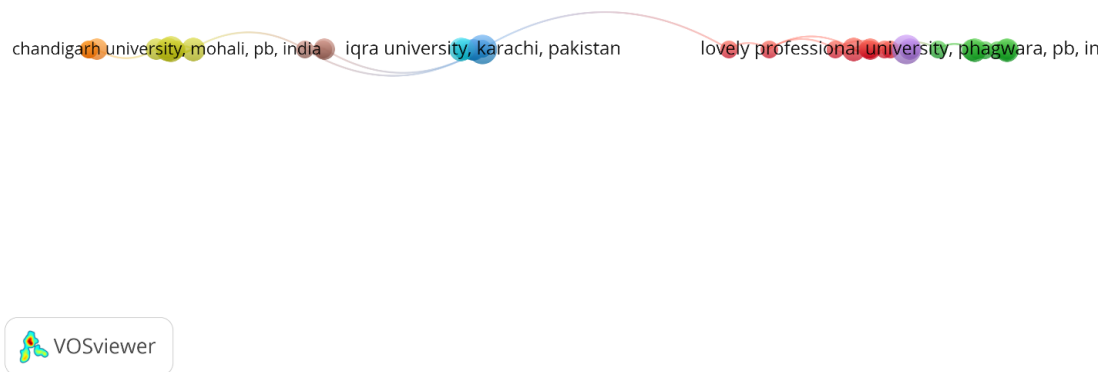 chandigarh university, mohali, pb, india
iqra university, karachi, pakistan
lovely professional university, phagwara, pb, in
VOSviewer